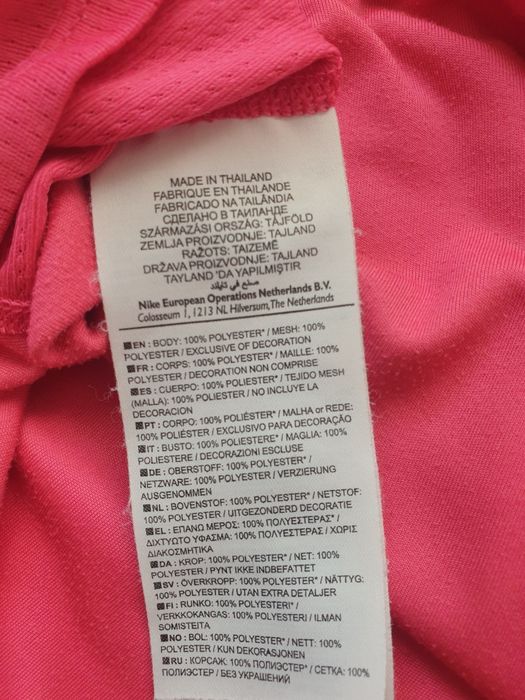 MADE IN THAILAND
FABRIQUE EN THAILANDE
FABRICADO NA TAILÂNDIA
СДЕЛАНО В ТАИЛАНДЕ
SZÁRMAZÁSI ORSZÁG: TÁJFÖLD
ZEMLJA PROIZVODNJE: TAJLAND
RAŽOTS: TAIZEMĒ
DRŽAVA PROIZVODNJE: TAJLAND
TAYLAND 'DA YAPILMIŞTIR
صنع في تايلند
Nike European Operations Netherlands B.V.
Colosseum 1, 1213 NL Hilversum, The Netherlands
EN : BODY: 100% POLYESTER* / MESH: 100%
POLYESTER / EXCLUSIVE OF DECORATION
FR : CORPS: 100% POLYESTER* / MAILLE: 100%
POLYESTER / DECORATION NON COMPRISE
ES : CUERPO: 100% POLIESTER* / TEJIDO MESH
(MALLA): 100% POLIESTER / NO INCLUYE LA
DECORACION
PT : CORPO: 100% POLIÉSTER* / MALHA or REDE:
100% POLIÉSTER / EXCLUSIVO PARA DECORAÇÃO
IT : BUSTO: 100% POLIESTERE* / MAGLIA: 100%
POLIESTERE / DECORAZIONI ESCLUSE
DE : OBERSTOFF: 100% POLYESTER* /
NETZWARE: 100% POLYESTER / VERZIERUNG
AUSGENOMMEN
NL : BOVENSTOF: 100% POLYESTER* / NETSTOF:
100% POLYESTER / UITGEZONDERD DECORATIE
EL : ΕΠΑΝΩ ΜΕΡΟΣ: 100% ΠΟΛΥΕΣΤΕΡΑΣ* /
ΔΙΧΤΥΩΤΟ ΥΦΑΣΜΑ: 100% ΠΟΛΥΕΣΤΕΡΑΣ / ΧΩΡΙΣ
ΔΙΑΚΟΣΜΗΤΙΚΑ
DA : KROP: 100% POLYESTER* / NET: 100%
POLYESTER / PYNT IKKE INDBEFATTET
SV : ÖVERKROPP: 100% POLYESTER* / NÄTTYG:
100% POLYESTER / UTAN EXTRA DETALJER
FI : RUNKO: 100% POLYESTERI* /
VERKKOKANGAS: 100% POLYESTERI / ILMAN
SOMISTEITA
NO : BOL: 100% POLYESTER* / NETT: 100%
POLYESTER / KUN DEKORASJONEN
RU : КОРСАЖ: 100% ПОЛИЭСТЕР* / СЕТКА: 100%
ПОЛИЭСТЕР / БЕЗ УКРАШЕНИЙ